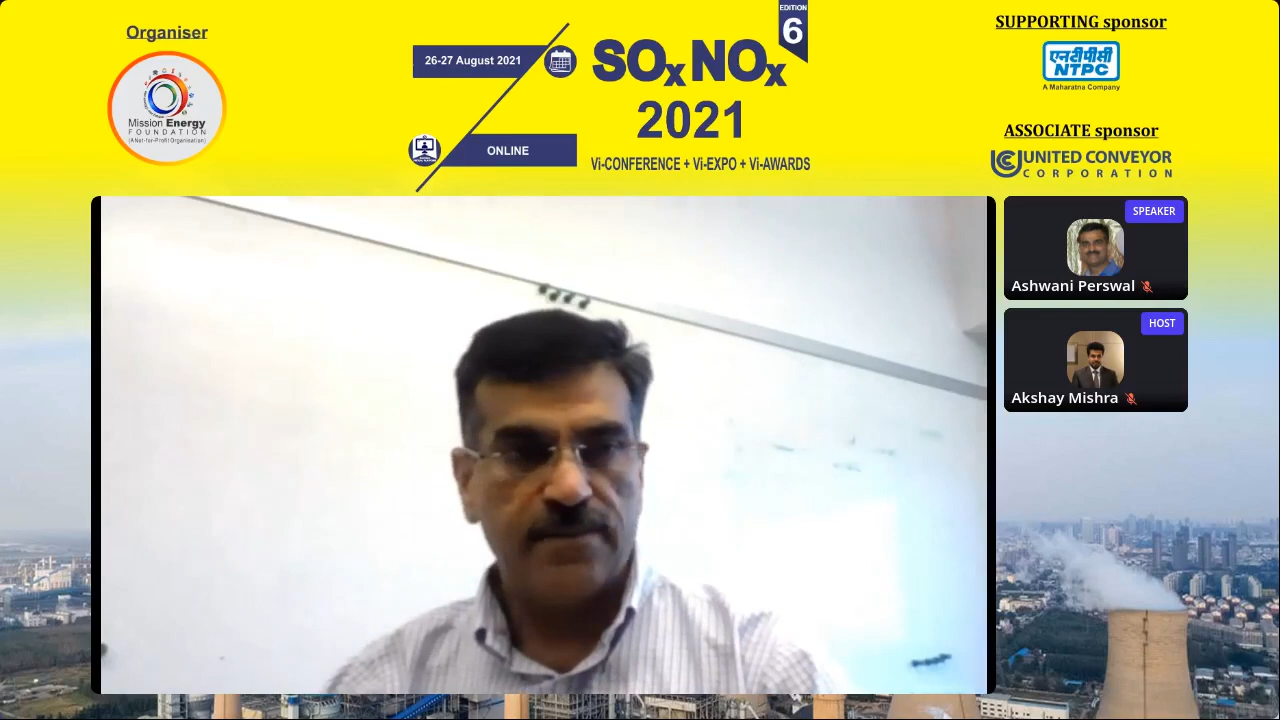 Organiser
Mission Energy
FOUNDATION
(A Not-for-Profit Organisation)
26-27 August 2021
ONLINE
EDITION
6
SOx NOx
2021
Vi-CONFERENCE + Vi-EXPO + Vi-AWARDS
SUPPORTING sponsor
एनटीपीसी
NTPC
A Maharatna Company
ASSOCIATE sponsor
UNITED CONVEYOR
CORPORATION
SPEAKER
Ashwani Perswal
HOST
Akshay Mishra